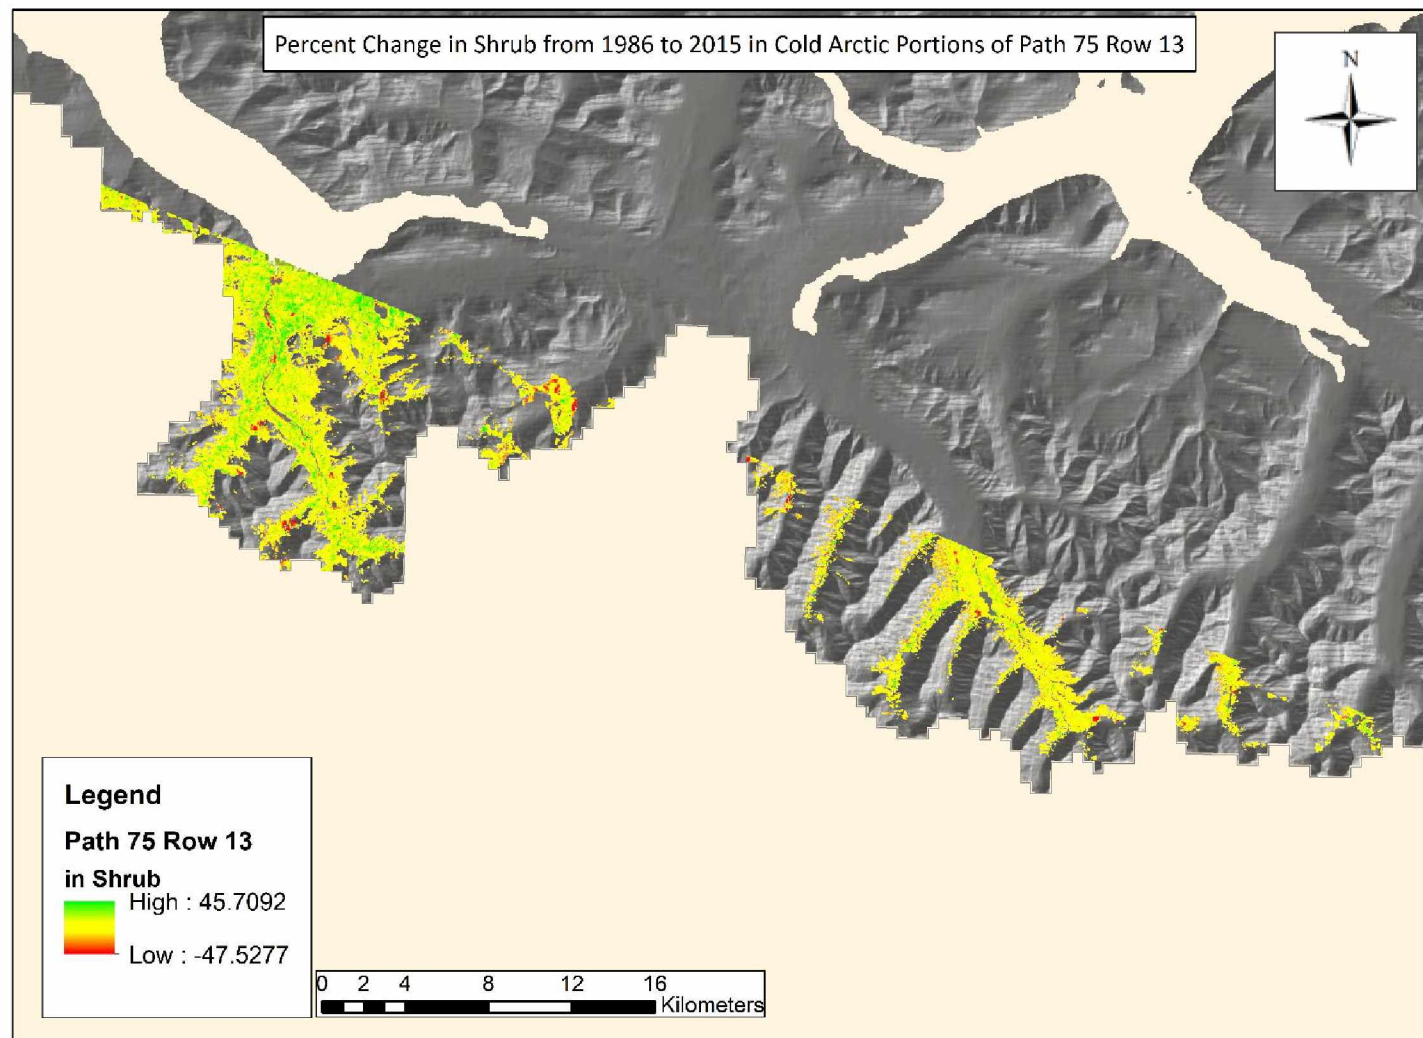 Percent Change in Shrub from 1986 to 2015 in Cold Arctic Portions of Path 75 Row 13
N
Legend
Path 75 Row 13
in Shrub
High : 45.7092
Low : -47.5277
0 2 4 8 12 16
Kilometers